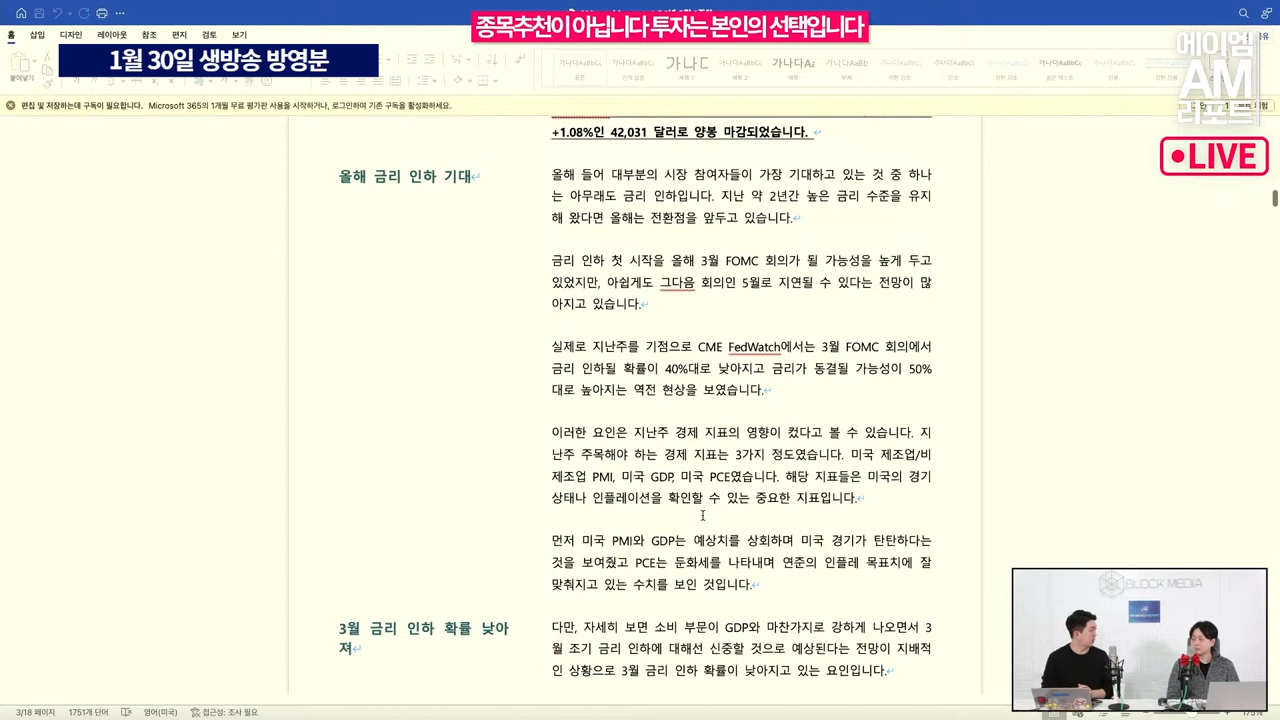 종목추천이 아닙니다 투자는 본인의 선택입니다
홈 삽입 디자인 레이아웃 참조 편지 검토 보기
1월 30일 생방송 방영분
에이엠
AM
리포트
LIVE
편집 및 저장하는데 구독이 필요합니다. Microsoft 365의 1개월 무료 평가판 사용을 시작하거나, 로그인하여 기존 구독을 활성화하세요.
+1.08%인 42,031 달러로 양봉 마감되었습니다.
올해 금리 인하 기대
올해 들어 대부분의 시장 참여자들이 가장 기대하고 있는 것 중 하나
는 아무래도 금리 인하입니다. 지난 약 2년간 높은 금리 수준을 유지
해 왔다면 올해는 전환점을 앞두고 있습니다.
금리 인하 첫 시작을 올해 3월 FOMC 회의가 될 가능성을 높게 두고
있었지만, 아쉽게도 그다음 회의인 5월로 지연될 수 있다는 전망이 많
아지고 있습니다.
실제로 지난주를 기점으로 CME FedWatch에서는 3월 FOMC 회의에서
금리 인하될 확률이 40%대로 낮아지고 금리가 동결될 가능성이 50%
대로 높아지는 역전 현상을 보였습니다.
이러한 요인은 지난주 경제 지표의 영향이 컸다고 볼 수 있습니다. 지
난주 주목해야 하는 경제 지표는 3가지 정도였습니다. 미국 제조업/비
제조업 PMI, 미국 GDP, 미국 PCE였습니다. 해당 지표들은 미국의 경기
상태나 인플레이션을 확인할 수 있는 중요한 지표입니다.
먼저 미국 PMI와 GDP는 예상치를 상회하며 미국 경기가 탄탄하다는
것을 보여줬고 PCE는 둔화세를 나타내며 연준의 인플레 목표치에 잘
맞춰지고 있는 수치를 보인 것입니다.
3월 금리 인하 확률 낮아
져
다만, 자세히 보면 소비 부문이 GDP와 마찬가지로 강하게 나오면서 3
월 조기 금리 인하에 대해선 신중할 것으로 예상된다는 전망이 지배적
인 상황으로 3월 금리 인하 확률이 낮아지고 있는 요인입니다.
BLOCK MEDIA
3/18 페이지 1751개 단어 영어(미국) 접근성: 조사 필요
175%